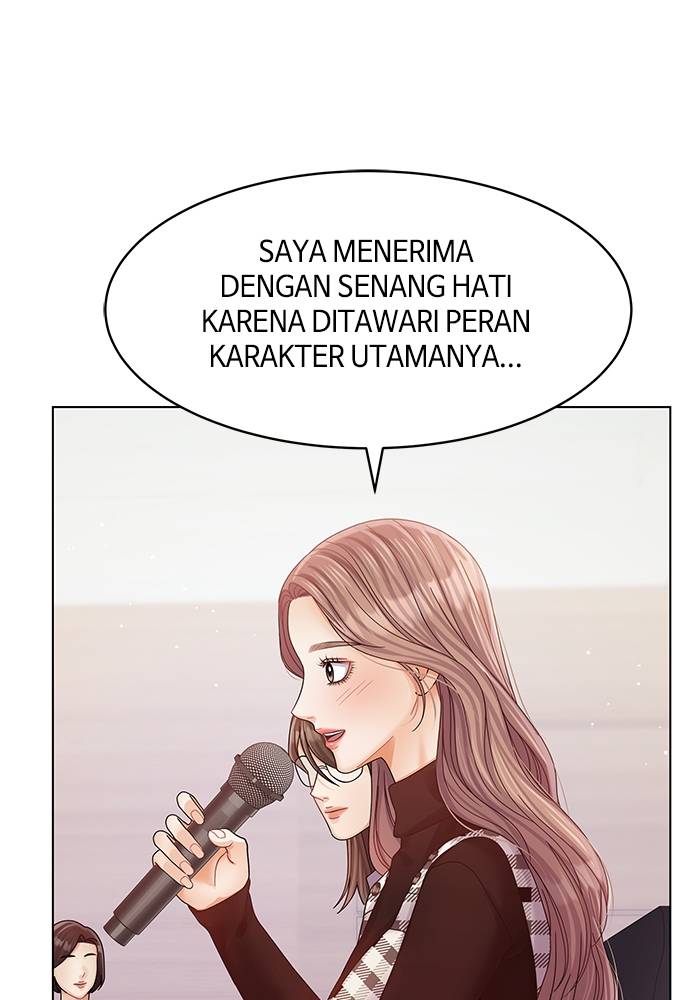 SAYA MENERIMA
DENGAN SENANG HATI
KARENA DITAWARI PERAN
KARAKTER UTAMANYA...